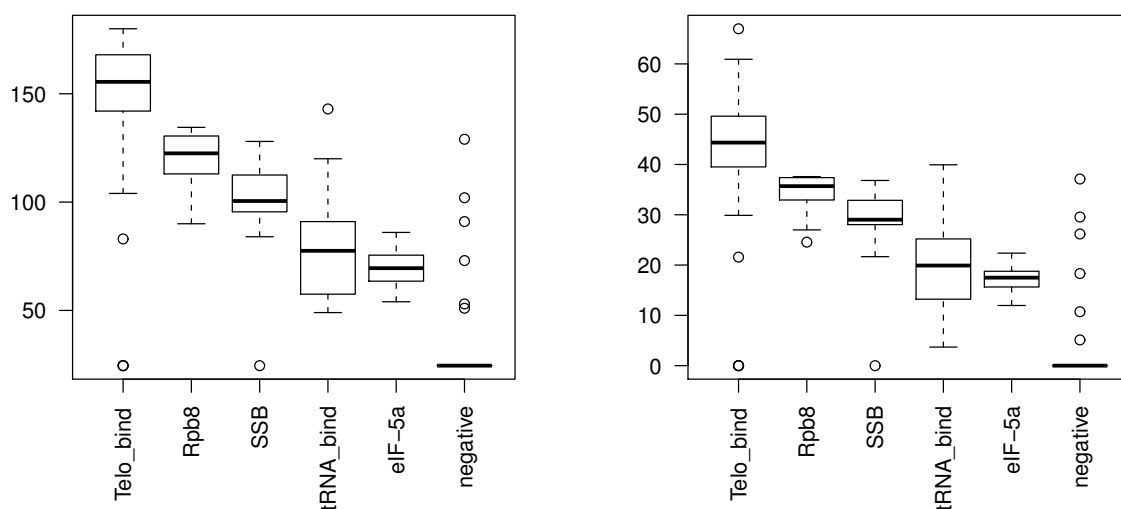 150
100
50
Telo_bind
Rpb8
SSB
tRNA_bind
eIF−5a
negative
60
50
40
30
20
10
0
Telo_bind
Rpb8
SSB
tRNA_bind
eIF−5a
negative